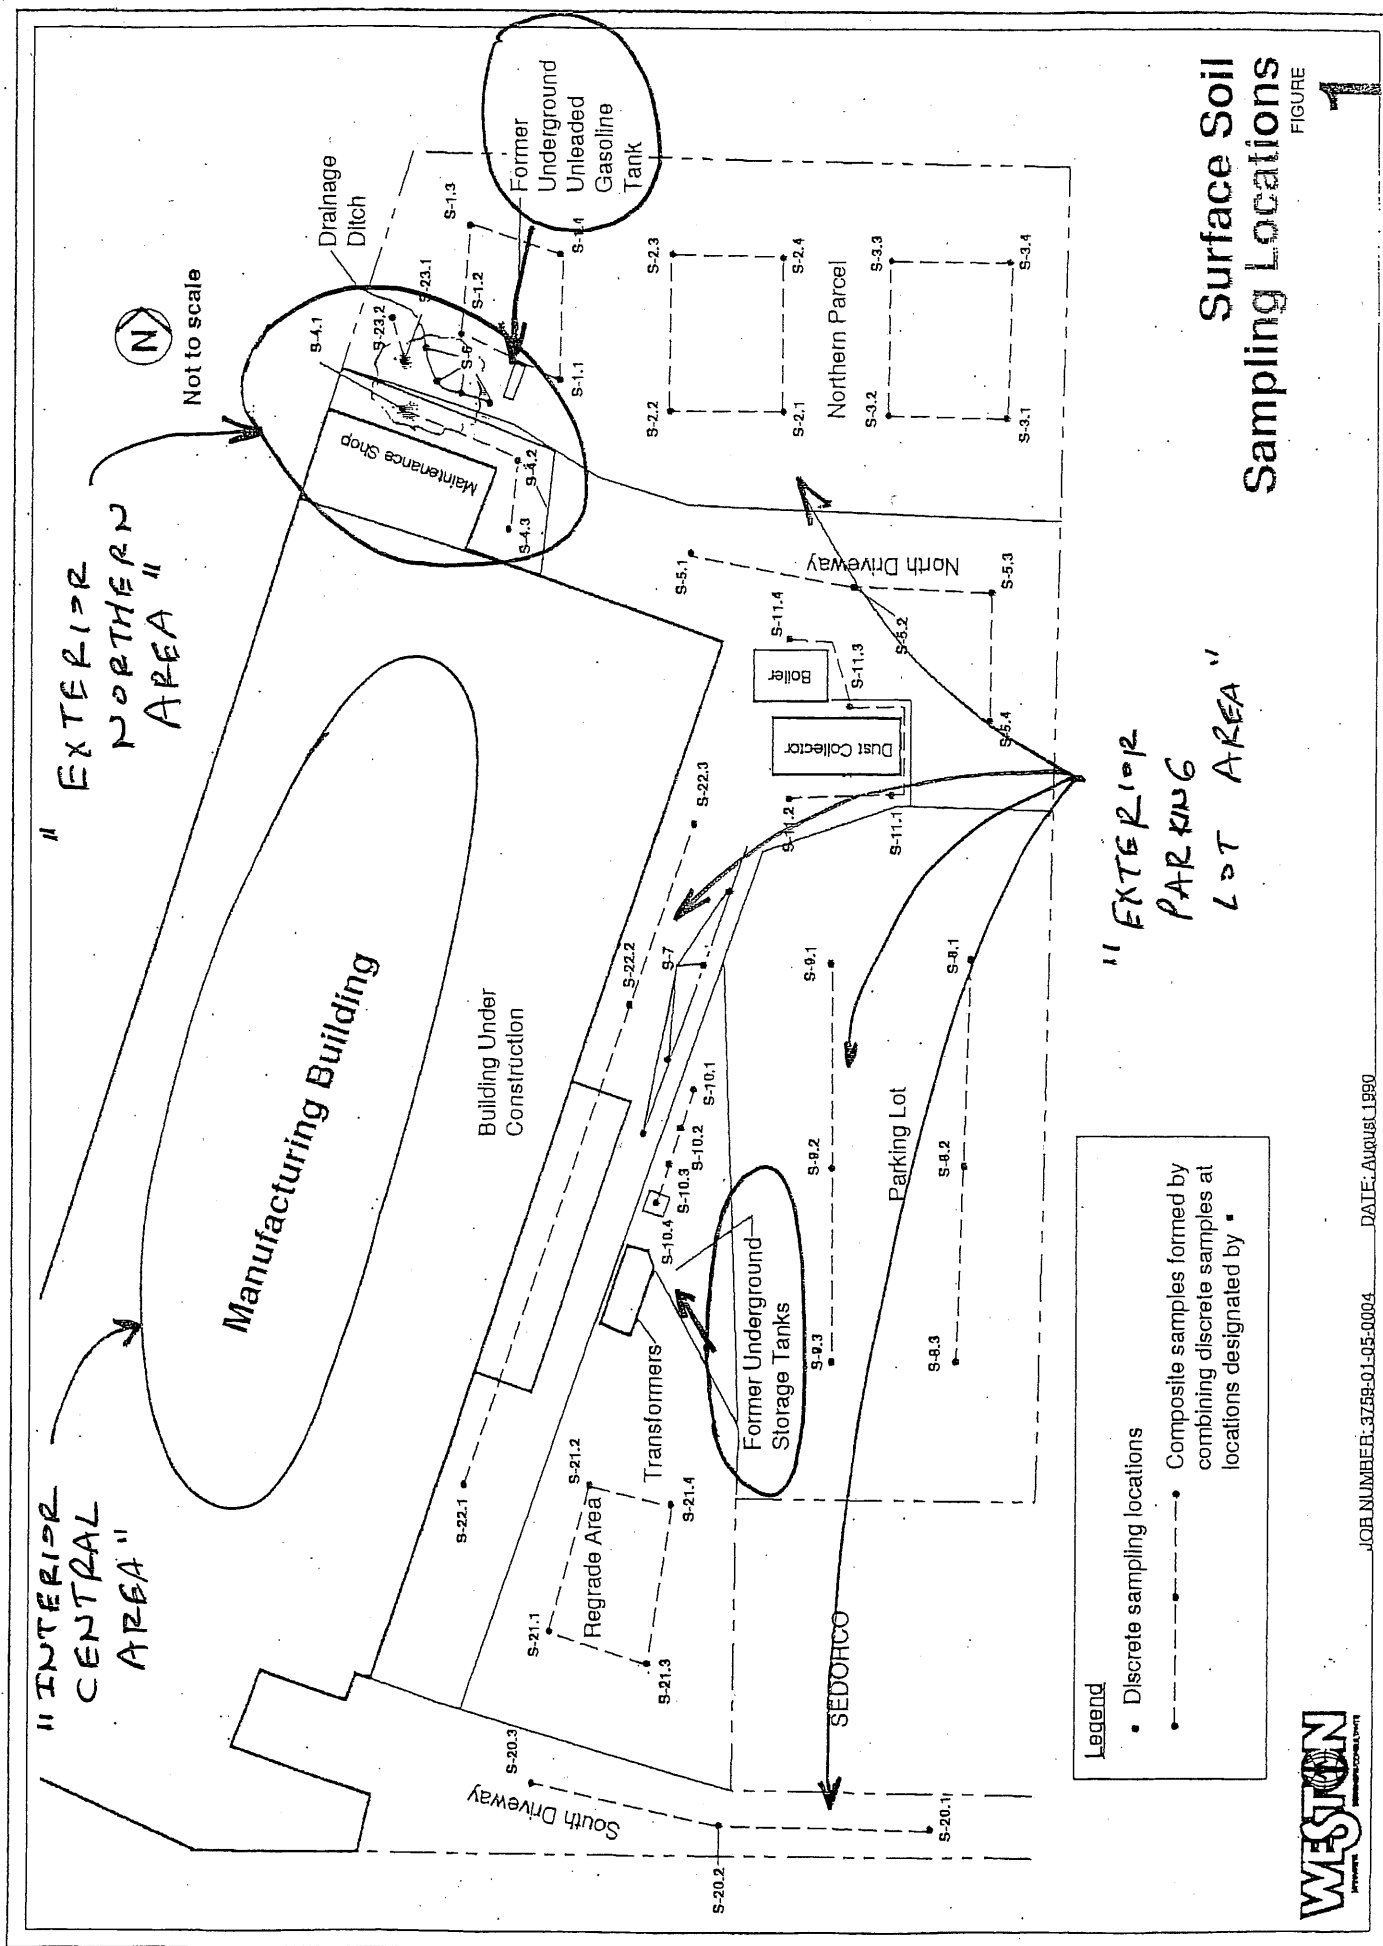 "EXTERIOR
NORTHERN
AREA"
"INTERIOR
CENTRAL
AREA"
"EXTERIOR
PARKING
LOT AREA"
N
Not to scale
Drainage
Ditch
Former
Underground
Unleaded
Gasoline
Tank
S-4.1
S-23.2
S-23.1
S-6
S-1.2
S-1.3
S-1.4
S-1.1
Maintenance Shop
S-4.2
S-4.3
S-2.3
S-2.4
S-2.2
S-2.1
Northern Parcel
S-3.3
S-3.4
S-3.2
S-3.1
Manufacturing Building
Building Under
Construction
S-5.1
North Driveway
S-5.3
S-5.2
S-5.4
S-11.4
S-11.3
Boiler
Dust Collector
S-11.2
S-11.1
S-22.3
S-22.2
S-22.1
S-7
S-10.1
S-10.2
S-10.3
S-10.4
S-9.1
S-9.2
S-9.3
S-8.1
S-8.2
S-8.3
Parking Lot
Former Underground
Storage Tanks
Transformers
S-21.2
S-21.4
Regrade Area
S-21.1
S-21.3
SEDORCO
S-20.3
South Driveway
S-20.2
S-20.1
Legend
Discrete sampling locations
Composite samples formed by
combining discrete samples at
locations designated by ▪
Surface Soil
Sampling Locations
FIGURE
1
WESTON
JOB NUMBER: 3759-01-05-0004 DATE: August 1990